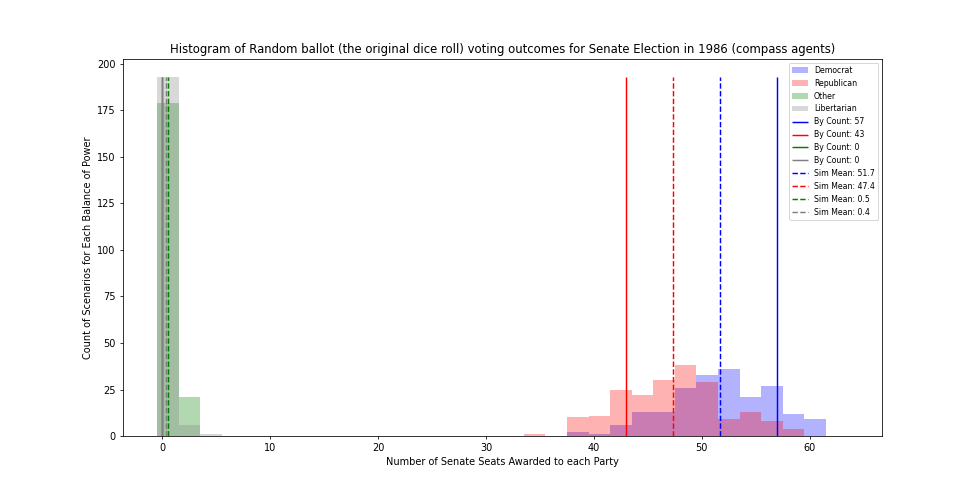 Histogram of Random ballot (the original dice roll) voting outcomes for Senate Election in 1986 (compass agents)
Count of Scenarios for Each Balance of Power
200
175
150
125
100
75
50
25
0
Democrat
Republican
Other
Libertarian
By Count: 57
By Count: 43
By Count: 0
By Count: 0
Sim Mean: 51.7
Sim Mean: 47.4
Sim Mean: 0.5
Sim Mean: 0.4
0 10 20 30 40 50 60
Number of Senate Seats Awarded to each Party